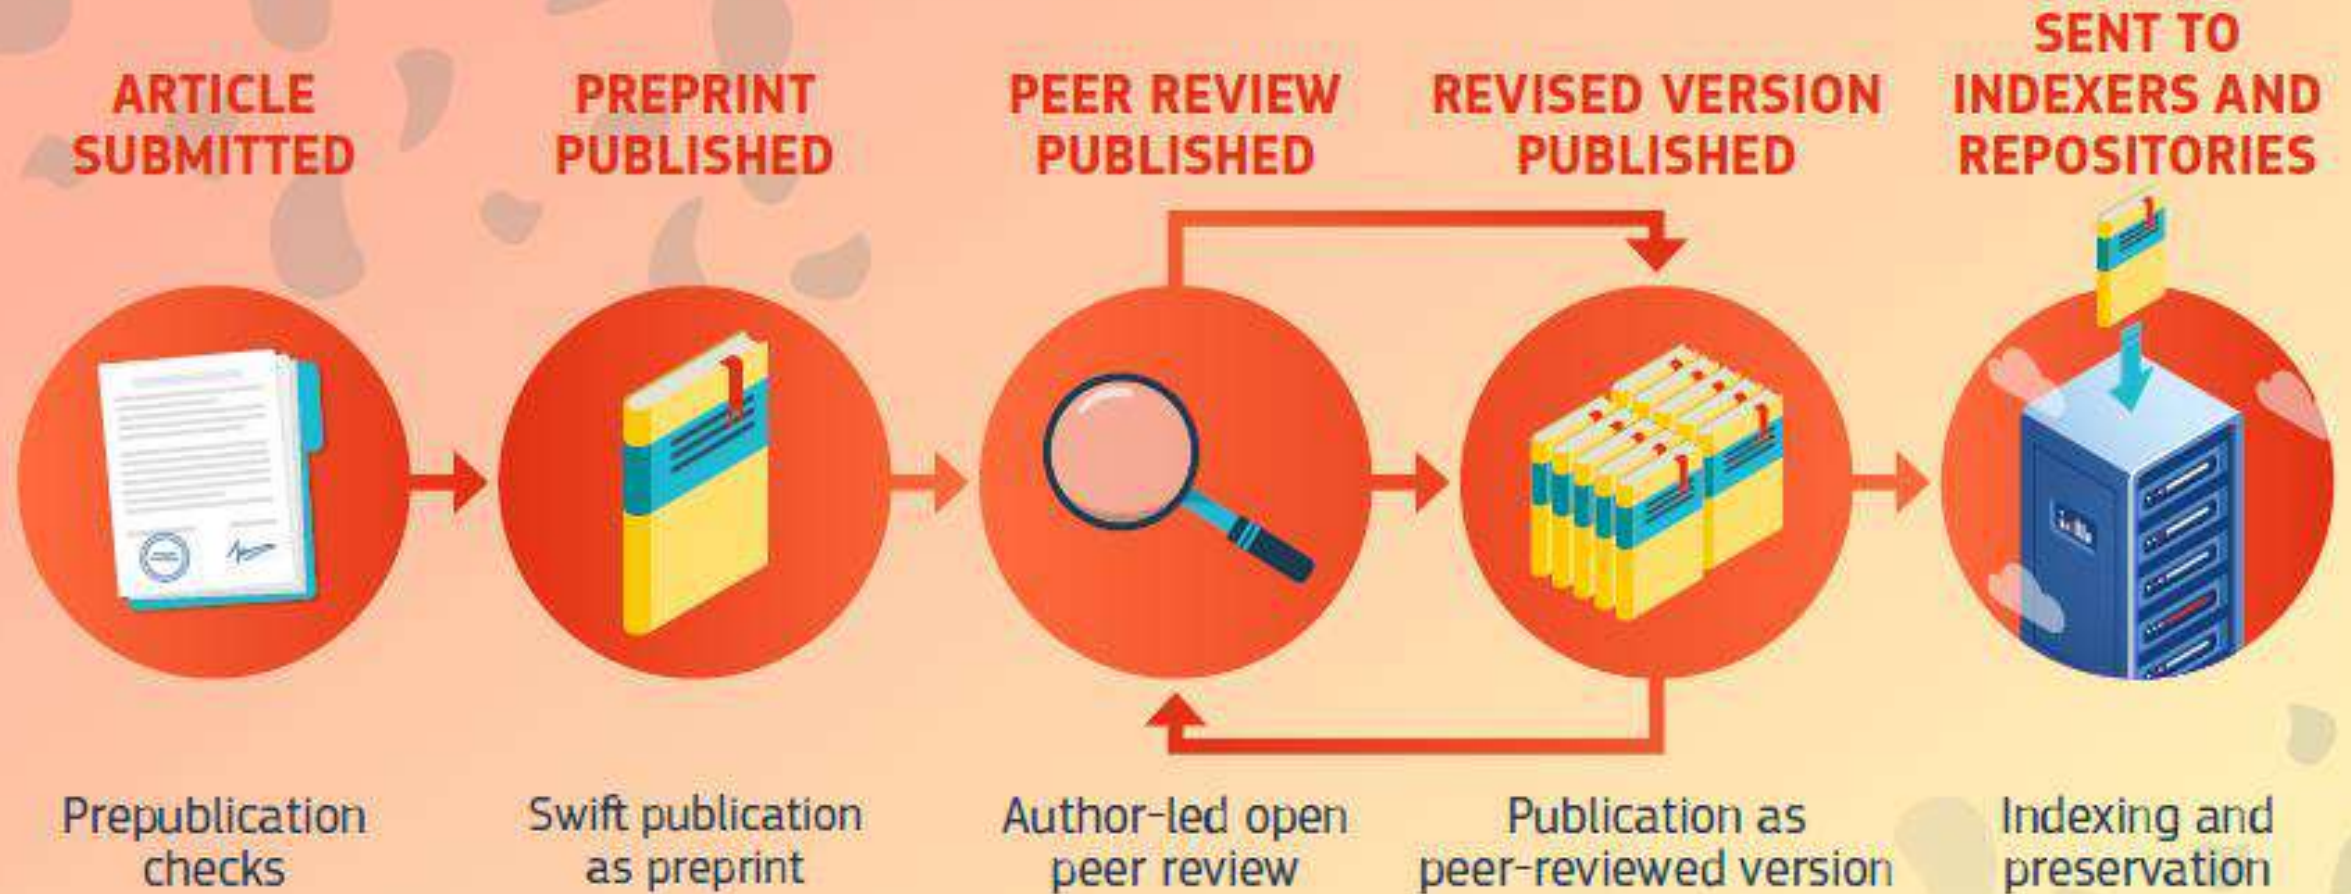 ARTICLE
SUBMITTED
PREPRINT
PUBLISHED
PEER REVIEW
PUBLISHED
REVISED VERSION
PUBLISHED
SENT TO
INDEXERS AND
REPOSITORIES
Prepublication
checks
Swift publication
as preprint
Author-led open
peer review
Publication as
peer-reviewed version
Indexing and
preservation